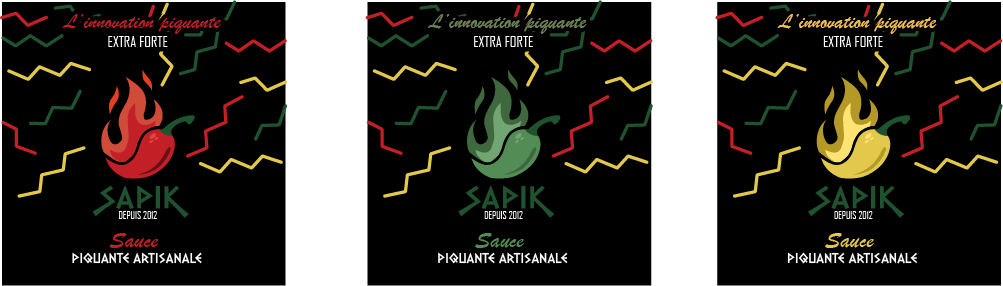 L'innovation piquante
EXTRA FORTE
SAPIK
DEPUIS 2012
Sauce
PIQUANTE ARTISANALE
L'innovation piquante
EXTRA FORTE
SAPIK
DEPUIS 2012
Sauce
PIQUANTE ARTISANALE
L'innovation piquante
EXTRA FORTE
SAPIK
DEPUIS 2012
Sauce
PIQUANTE ARTISANALE